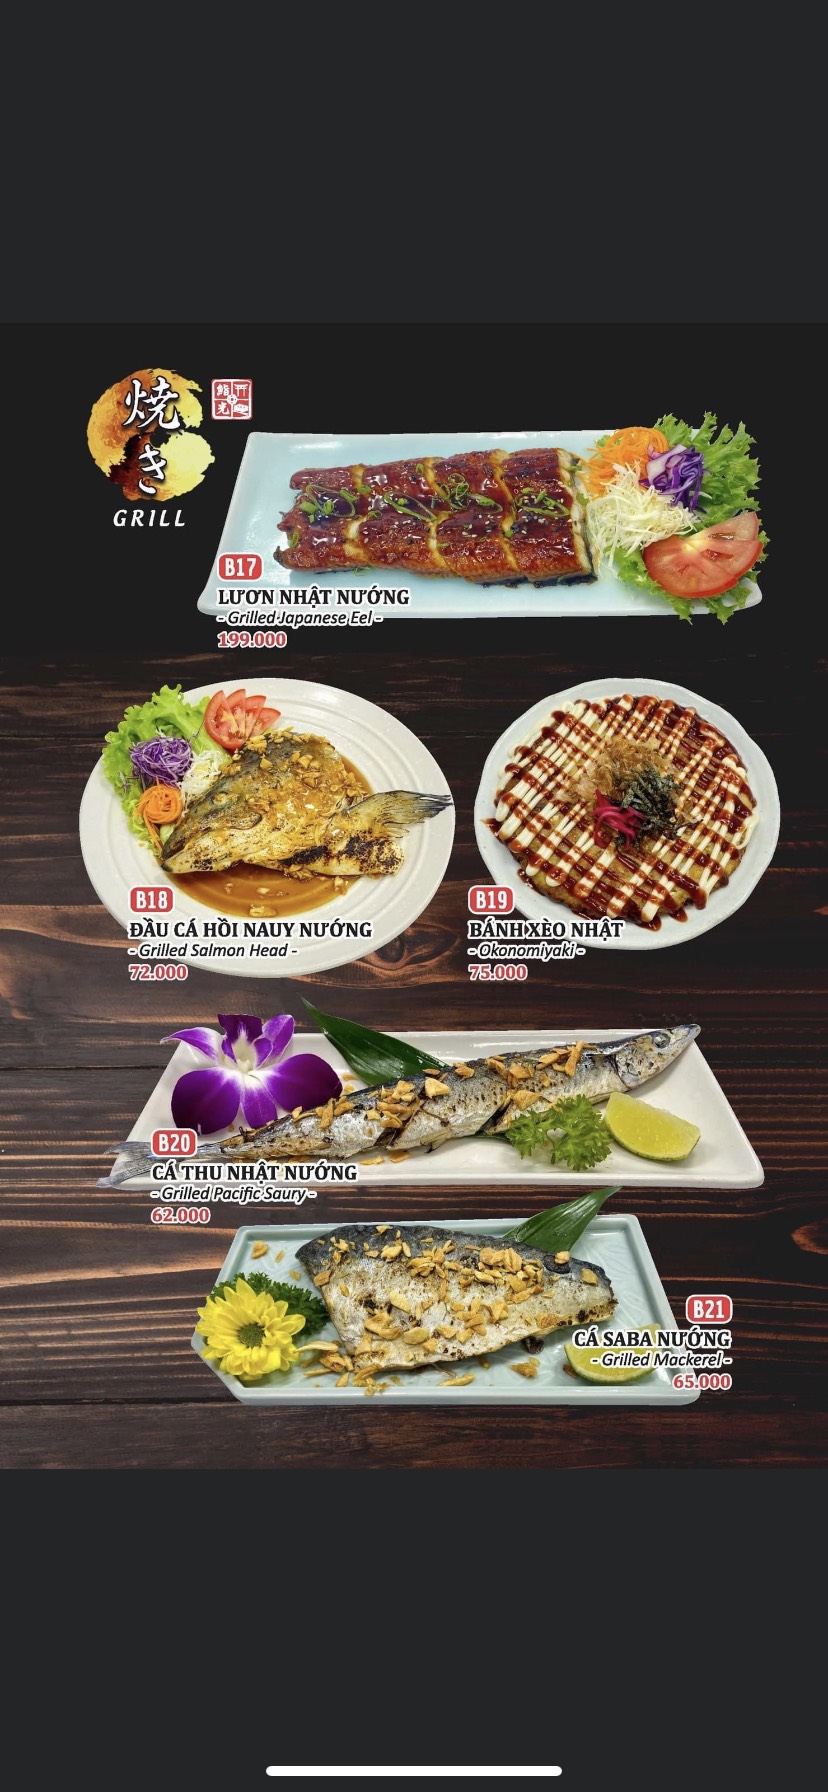 焼き
GRILL
鮨
光
B17
LƯƠN NHẬT NƯỚNG
- Grilled Japanese Eel -
199.000
B18
ĐẦU CÁ HỒI NAUY NƯỚNG
- Grilled Salmon Head -
72.000
B19
BÁNH XÈO NHẬT
- Okonomiyaki -
75.000
B20
CÁ THU NHẬT NƯỚNG
- Grilled Pacific Saury -
62.000
B21
CÁ SABA NƯỚNG
- Grilled Mackerel -
65.000